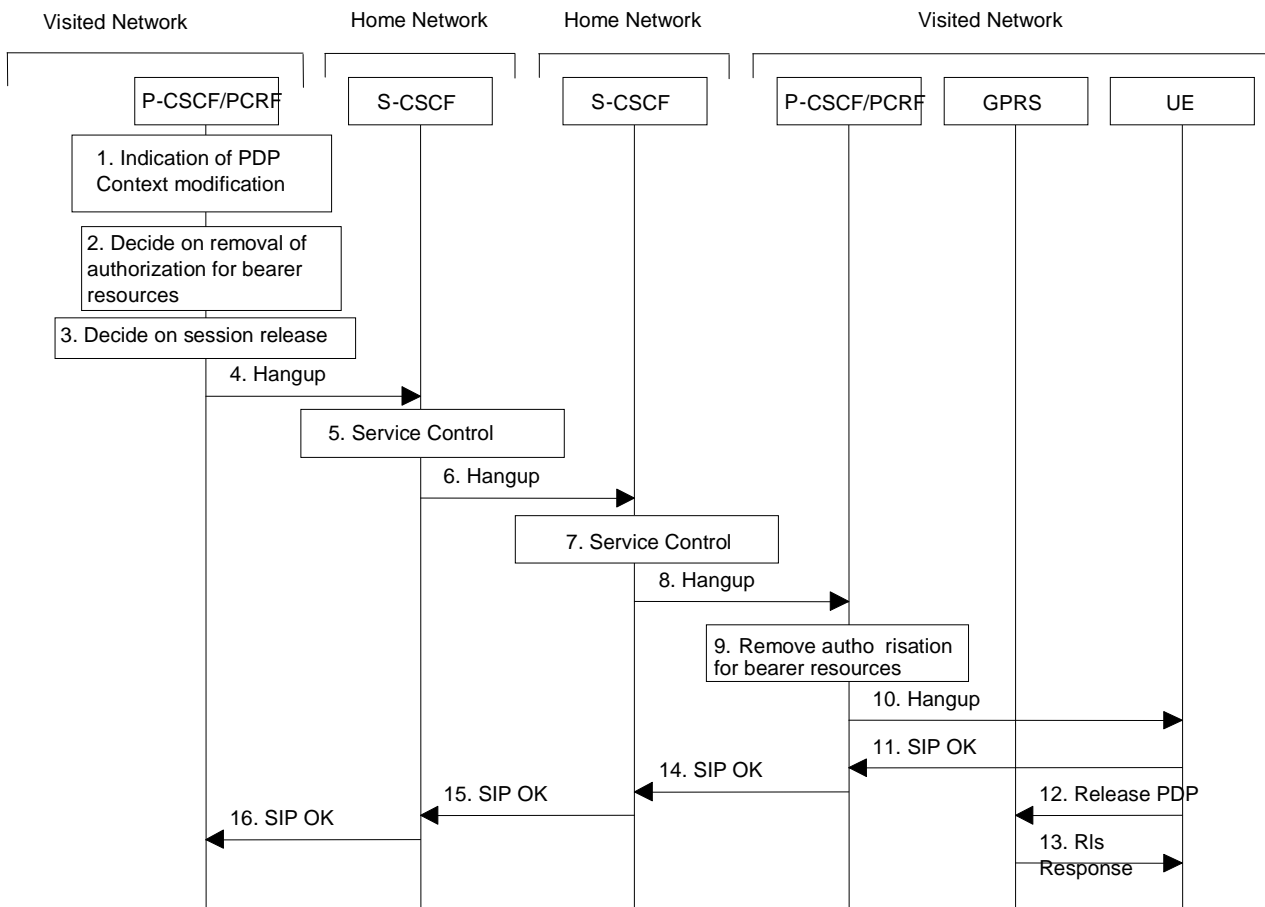 Visited Network
Home Network
Home Network
Visited Network
P-CSCF/PCRF
S-CSCF
S-CSCF
P-CSCF/PCRF
GPRS
UE
1. Indication of PDP
Context modification
2. Decide on removal of
authorization for bearer
resources
3. Decide on session release
4. Hangup
5. Service Control
6. Hangup
7. Service Control
8. Hangup
9. Remove autho risation
for bearer resources
10. Hangup
11. SIP OK
14. SIP OK
12. Release PDP
15. SIP OK
16. SIP OK
13. Rls
Response